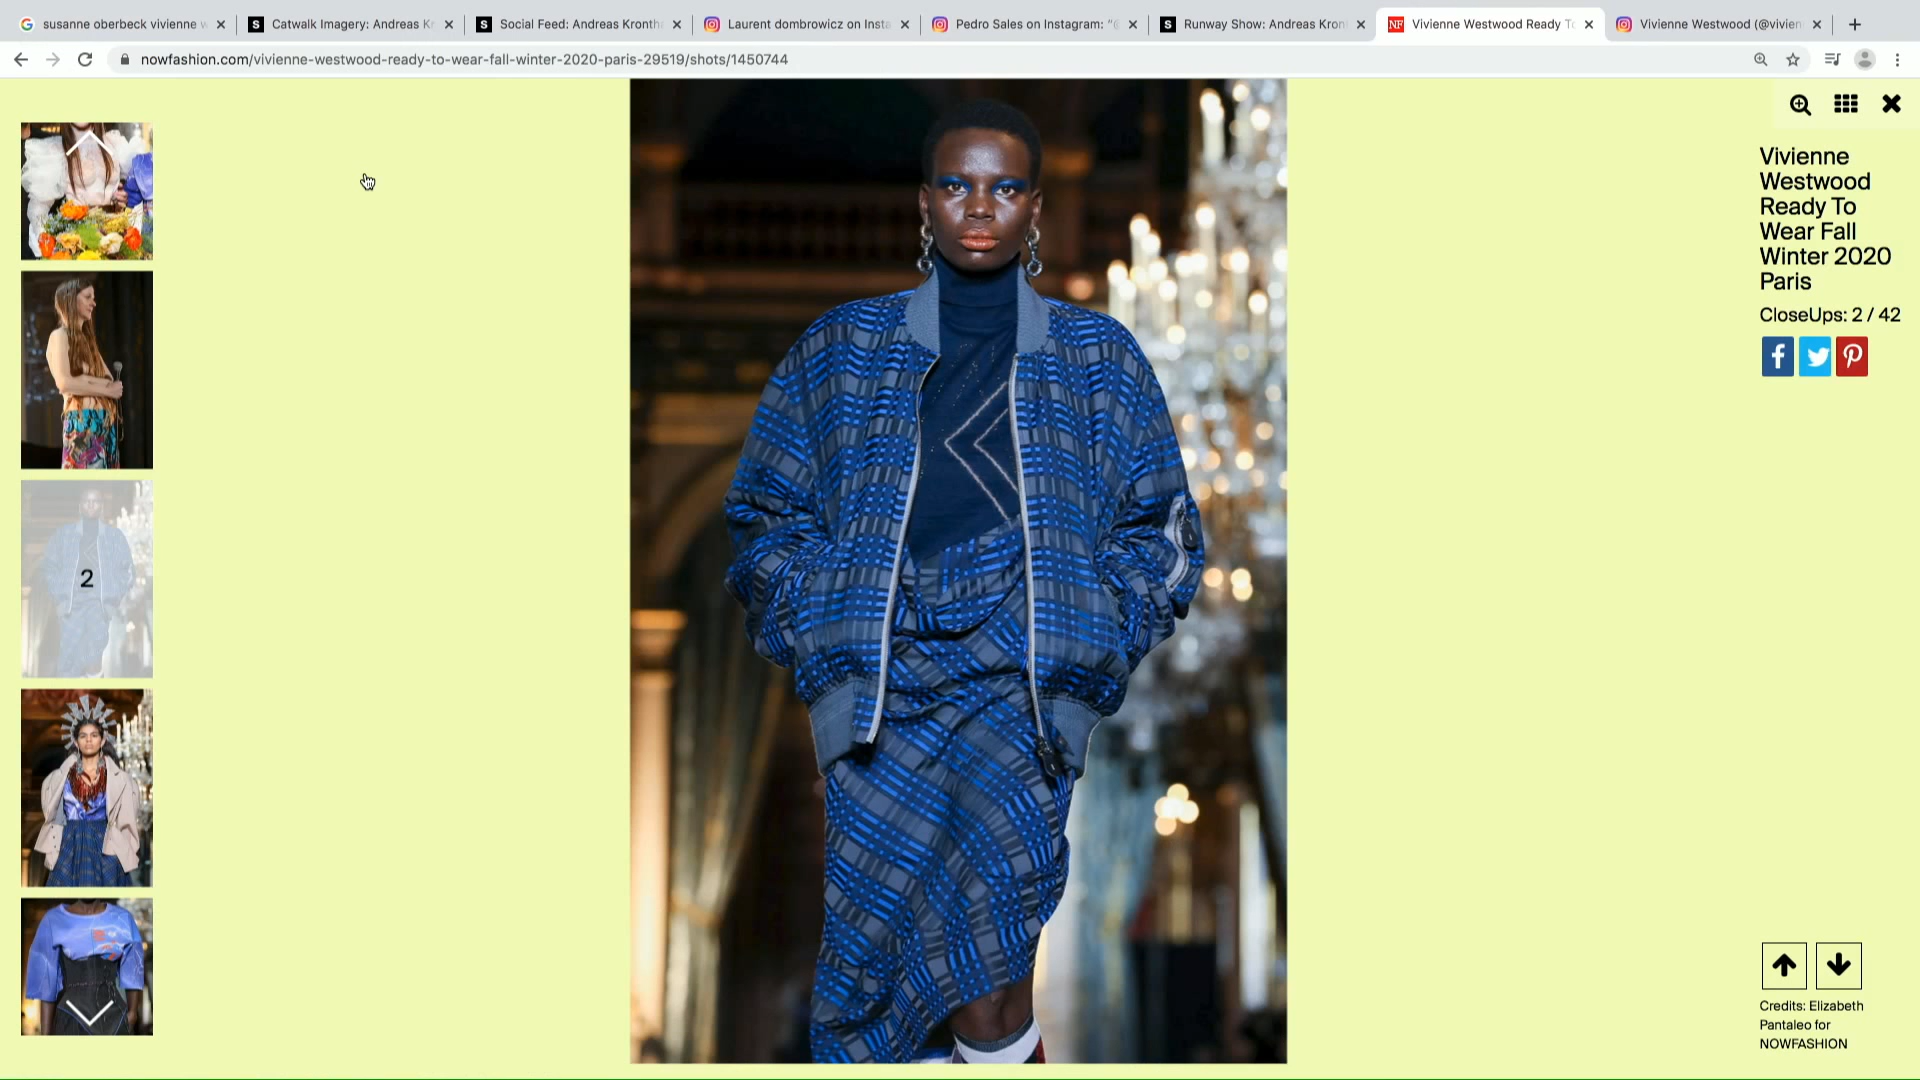 susanne oberbeck vivienne w
Catwalk Imagery: Andreas Kr
Social Feed: Andreas Kronth
Laurent dombrowicz on Insta
Pedro Sales on Instagram: "@
Runway Show: Andreas Kron
Vivienne Westwood Ready To
Vivienne Westwood (@vivien
nowfashion.com/vivienne-westwood-ready-to-wear-fall-winter-2020-paris-29519/shots/1450744
2
Vivienne
Westwood
Ready To
Wear Fall
Winter 2020
Paris
CloseUps: 2 / 42
Credits: Elizabeth
Pantaleo for
NOWFASHION